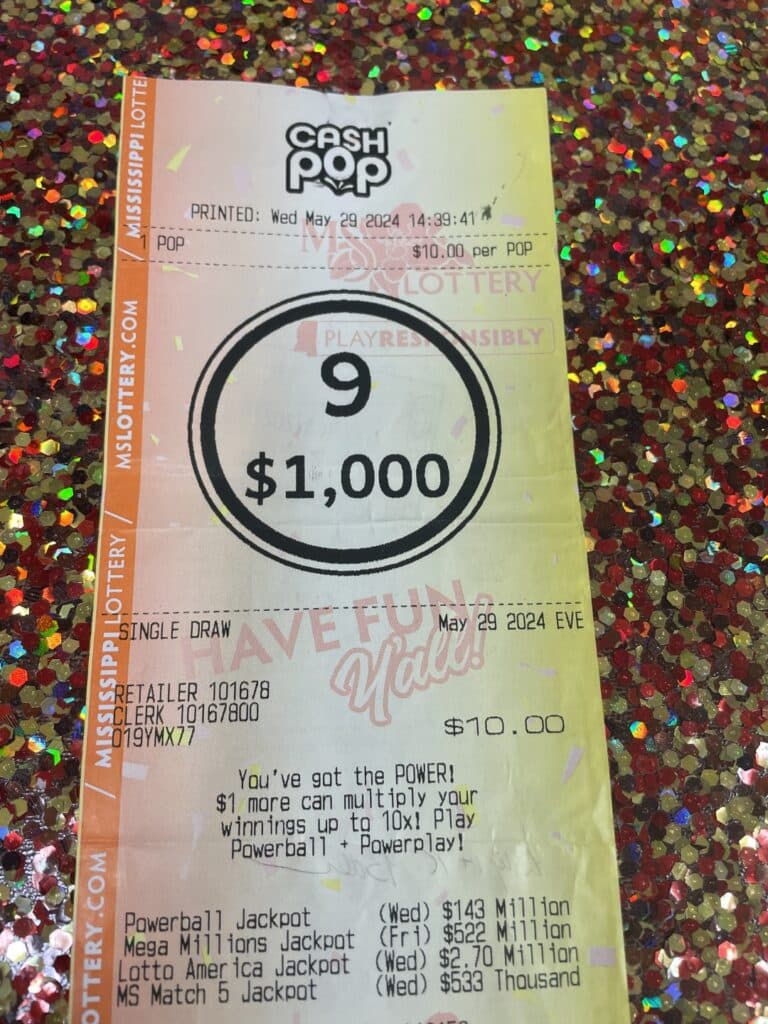 CASH
POP
PRINTED: Wed May 29 2024 14:39:41
1 POP $10.00 per POP
MS LOTTERY
PLAY RESPONSIBLY
9
$1,000
SINGLE DRAW May 29 2024 EVE
HAVE FUN
Y'all!
RETAILER 101678
CLERK 10167800
019YMX77
$10.00
You've got the POWER!
$1 more can multiply your
winnings up to 10x! Play
Powerball + Powerplay!
Powerball Jackpot (Wed) $143 Million
Mega Millions Jackpot (Fri) $522 Million
Lotto America Jackpot (Wed) $2.70 Million
MS Match 5 Jackpot (Wed) $533 Thousand
/ MISSISSIPPI LOTTE
MSLOTTERY.COM
/ MISSISSIPPI LOTTERY /
OTTERY.COM